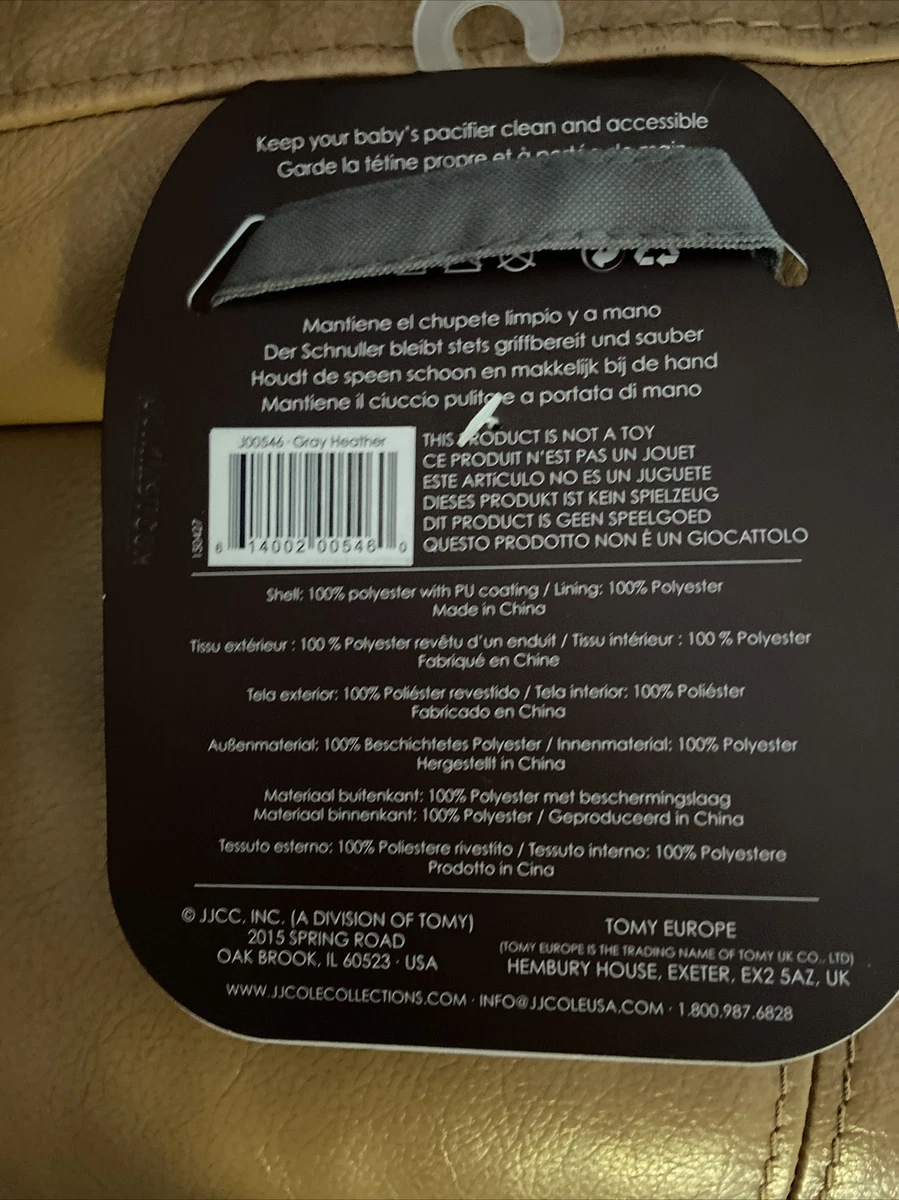 Keep your baby's pacifier clean and accessible
Garde la tétine propre et à portée de main
Mantiene el chupete limpio y a mano
Der Schnuller bleibt stets griffbereit und sauber
Houdt de speen schoon en makkelijk bij de hand
Mantiene il ciuccio pulito e a portata di mano
J00546 · Gray Heather
6 14002 00546 0
150427
THIS PRODUCT IS NOT A TOY
CE PRODUIT N'EST PAS UN JOUET
ESTE ARTÍCULO NO ES UN JUGUETE
DIESES PRODUKT IST KEIN SPIELZEUG
DIT PRODUCT IS GEEN SPEELGOED
QUESTO PRODOTTO NON È UN GIOCATTOLO
Shell: 100% polyester with PU coating / Lining: 100% Polyester
Made in China
Tissu extérieur : 100 % Polyester revêtu d'un enduit / Tissu intérieur : 100 % Polyester
Fabriqué en Chine
Tela exterior: 100% Poliéster revestido / Tela interior: 100% Poliéster
Fabricado en China
Außenmaterial: 100% Beschichtetes Polyester / Innenmaterial: 100% Polyester
Hergestellt in China
Materiaal buitenkant: 100% Polyester met beschermingslaag
Materiaal binnenkant: 100% Polyester / Geproduceerd in China
Tessuto esterno: 100% Poliestere rivestito / Tessuto interno: 100% Polyestere
Prodotto in Cina
© JJCC, INC. (A DIVISION OF TOMY)
2015 SPRING ROAD
OAK BROOK, IL 60523 · USA
TOMY EUROPE
(TOMY EUROPE IS THE TRADING NAME OF TOMY UK CO., LTD)
HEMBURY HOUSE, EXETER, EX2 5AZ, UK
WWW.JJCOLECOLLECTIONS.COM · INFO@JJCOLEUSA.COM · 1.800.987.6828